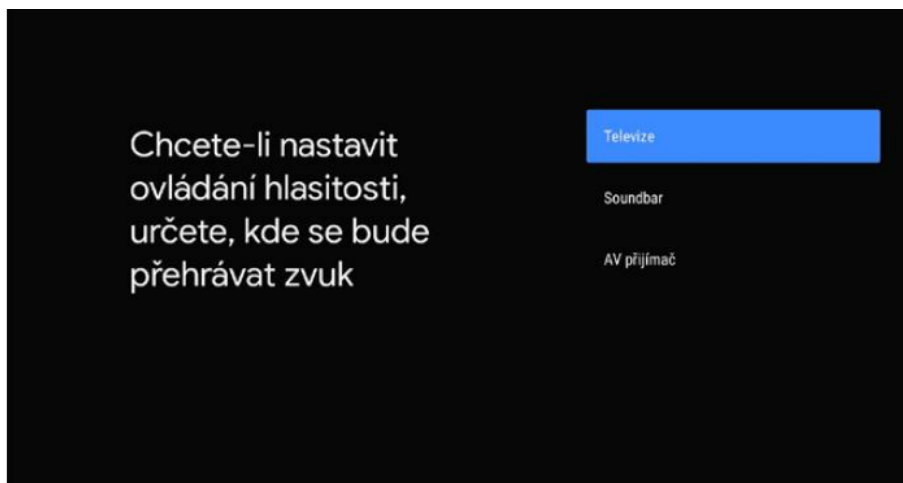 Chcete-li nastavit
ovládání hlasitosti,
určete, kde se bude
přehrávat zvuk
Televize
Soundbar
AV přijímač